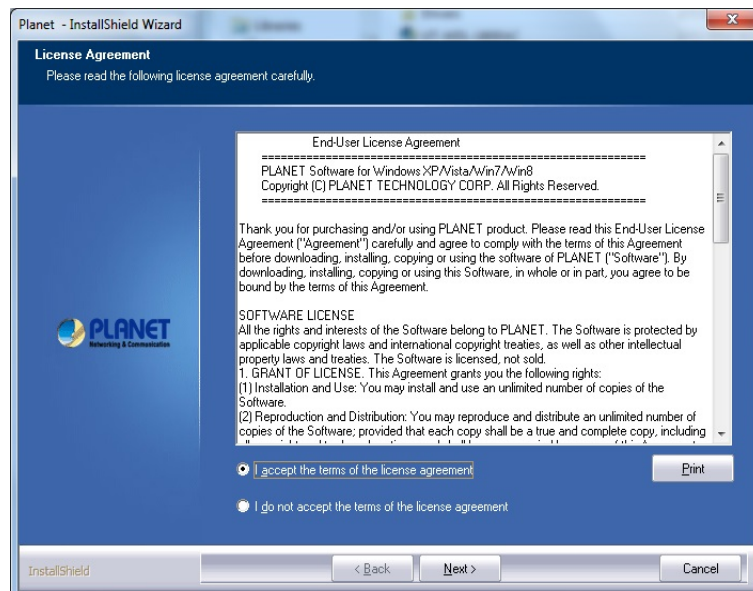 Planet - InstallShield Wizard
License Agreement
Please read the following license agreement carefully.
End-User License Agreement
===============================================================
PLANET Software for Windows XP/Vista/Win7/Win8
Copyright (C) PLANET TECHNOLOGY CORP. All Rights Reserved.
===============================================================
Thank you for purchasing and/or using PLANET product. Please read this End-User License
Agreement ("Agreement") carefully and agree to comply with the terms of this Agreement
before downloading, installing, copying or using the software of PLANET ("Software"). By
downloading, installing, copying or using this Software, in whole or in part, you agree to be
bound by the terms of this Agreement.
SOFTWARE LICENSE
All the rights and interests of the Software belong to PLANET. The Software is protected by
applicable copyright laws and international copyright treaties, as well as other intellectual
property laws and treaties. The Software is licensed, not sold.
1. GRANT OF LICENSE. This Agreement grants you the following rights:
(1) Installation and Use: You may install and use an unlimited number of copies of the
Software.
(2) Reproduction and Distribution: You may reproduce and distribute an unlimited number of
copies of the Software; provided that each copy shall be a true and complete copy, including
PLANET
Networking & Communication
I accept the terms of the license agreement
Print
I do not accept the terms of the license agreement
InstallShield
< Back
Next >
Cancel